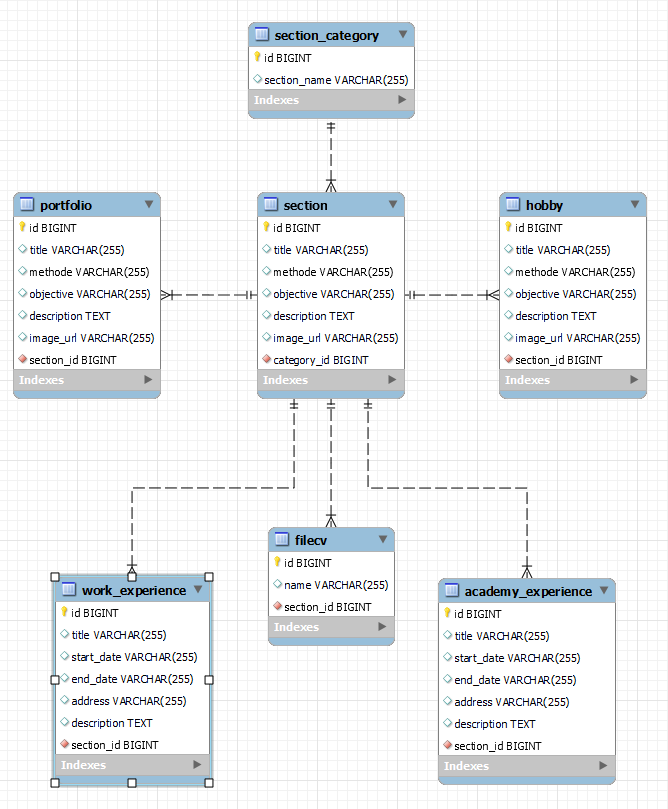 section_category
id BIGINT
section_name VARCHAR(255)
Indexes
portfolio
id BIGINT
title VARCHAR(255)
methode VARCHAR(255)
objective VARCHAR(255)
description TEXT
image_url VARCHAR(255)
section_id BIGINT
Indexes
section
id BIGINT
title VARCHAR(255)
methode VARCHAR(255)
objective VARCHAR(255)
description TEXT
image_url VARCHAR(255)
category_id BIGINT
Indexes
hobby
id BIGINT
title VARCHAR(255)
methode VARCHAR(255)
objective VARCHAR(255)
description TEXT
image_url VARCHAR(255)
section_id BIGINT
Indexes
work_experience
id BIGINT
title VARCHAR(255)
start_date VARCHAR(255)
end_date VARCHAR(255)
address VARCHAR(255)
description TEXT
section_id BIGINT
Indexes
filecv
id BIGINT
name VARCHAR(255)
section_id BIGINT
Indexes
academy_experience
id BIGINT
title VARCHAR(255)
start_date VARCHAR(255)
end_date VARCHAR(255)
address VARCHAR(255)
description TEXT
section_id BIGINT
Indexes